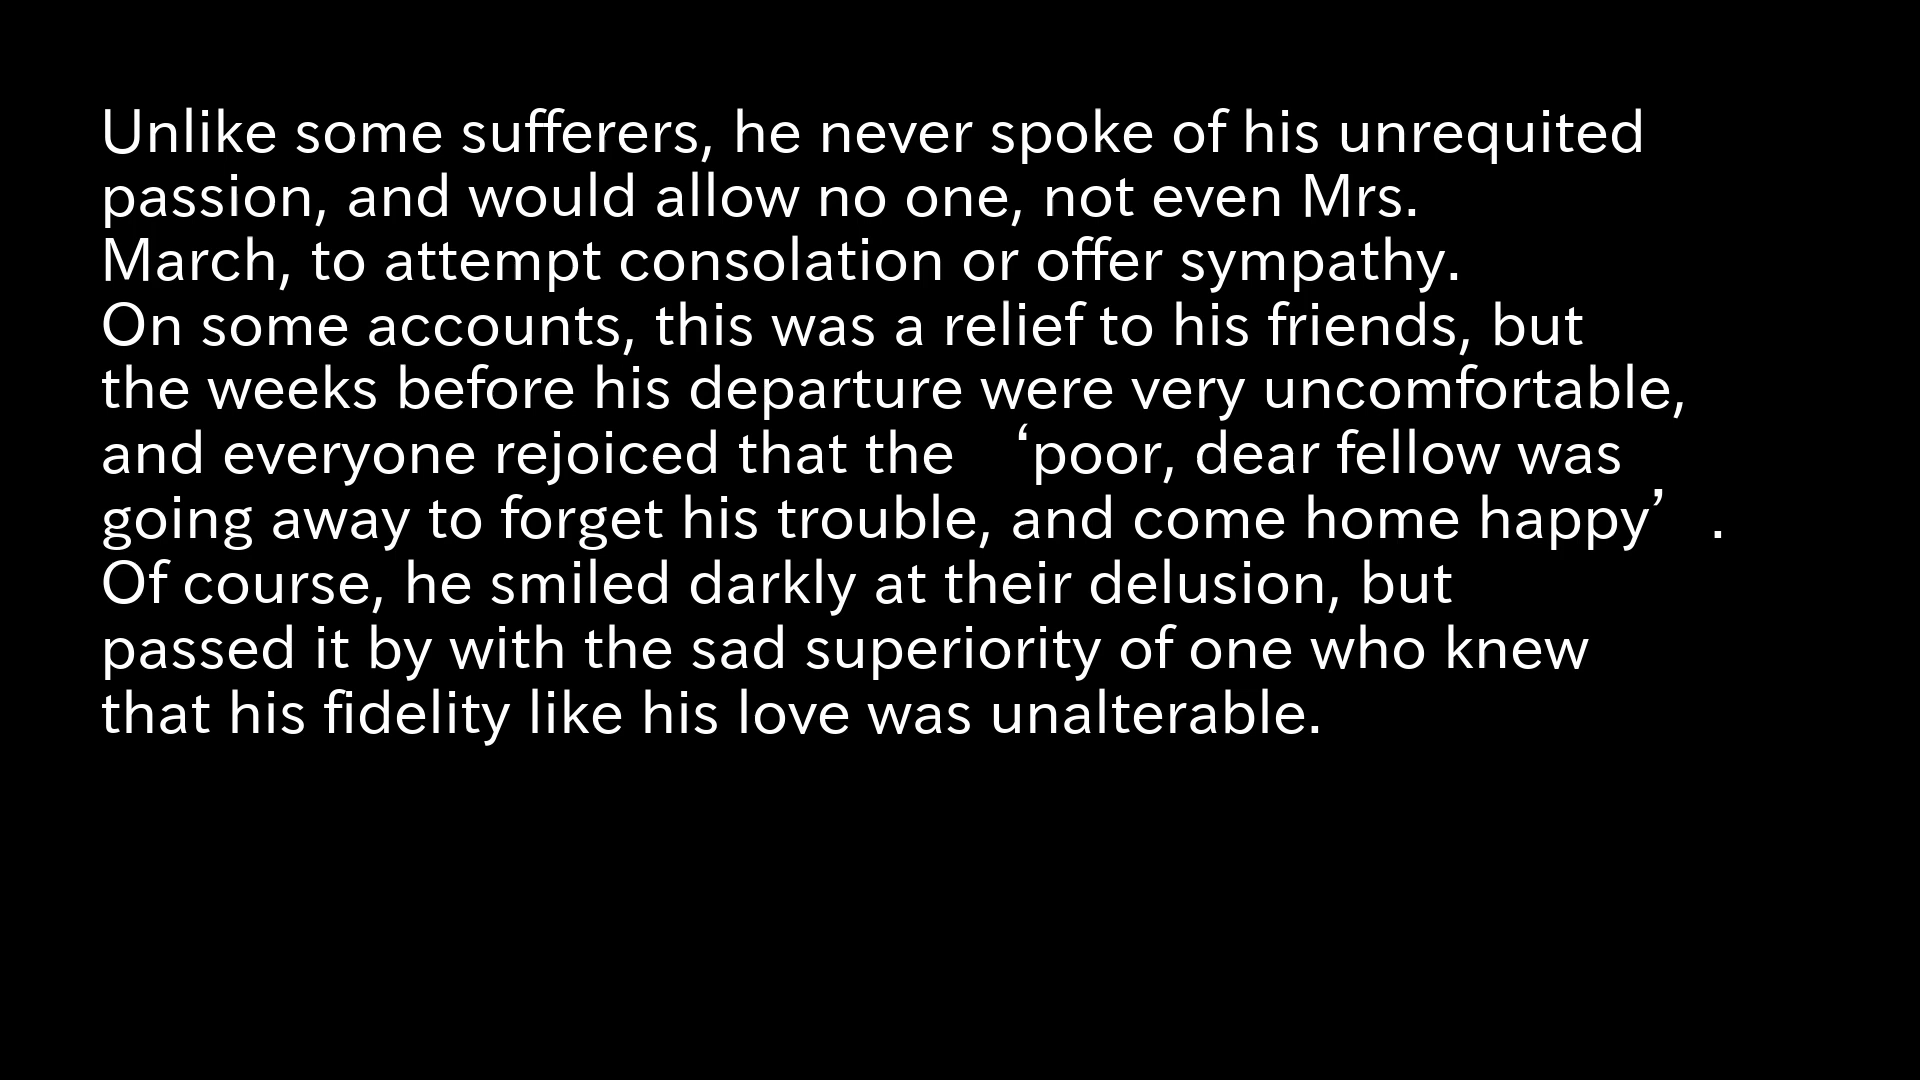 Unlike some sufferers, he never spoke of his unrequited
passion, and would allow no one, not even Mrs.
March, to attempt consolation or offer sympathy.
On some accounts, this was a relief to his friends, but
the weeks before his departure were very uncomfortable,
and everyone rejoiced that the ‘poor, dear fellow was
going away to forget his trouble, and come home happy’.
Of course, he smiled darkly at their delusion, but
passed it by with the sad superiority of one who knew
that his fidelity like his love was unalterable.